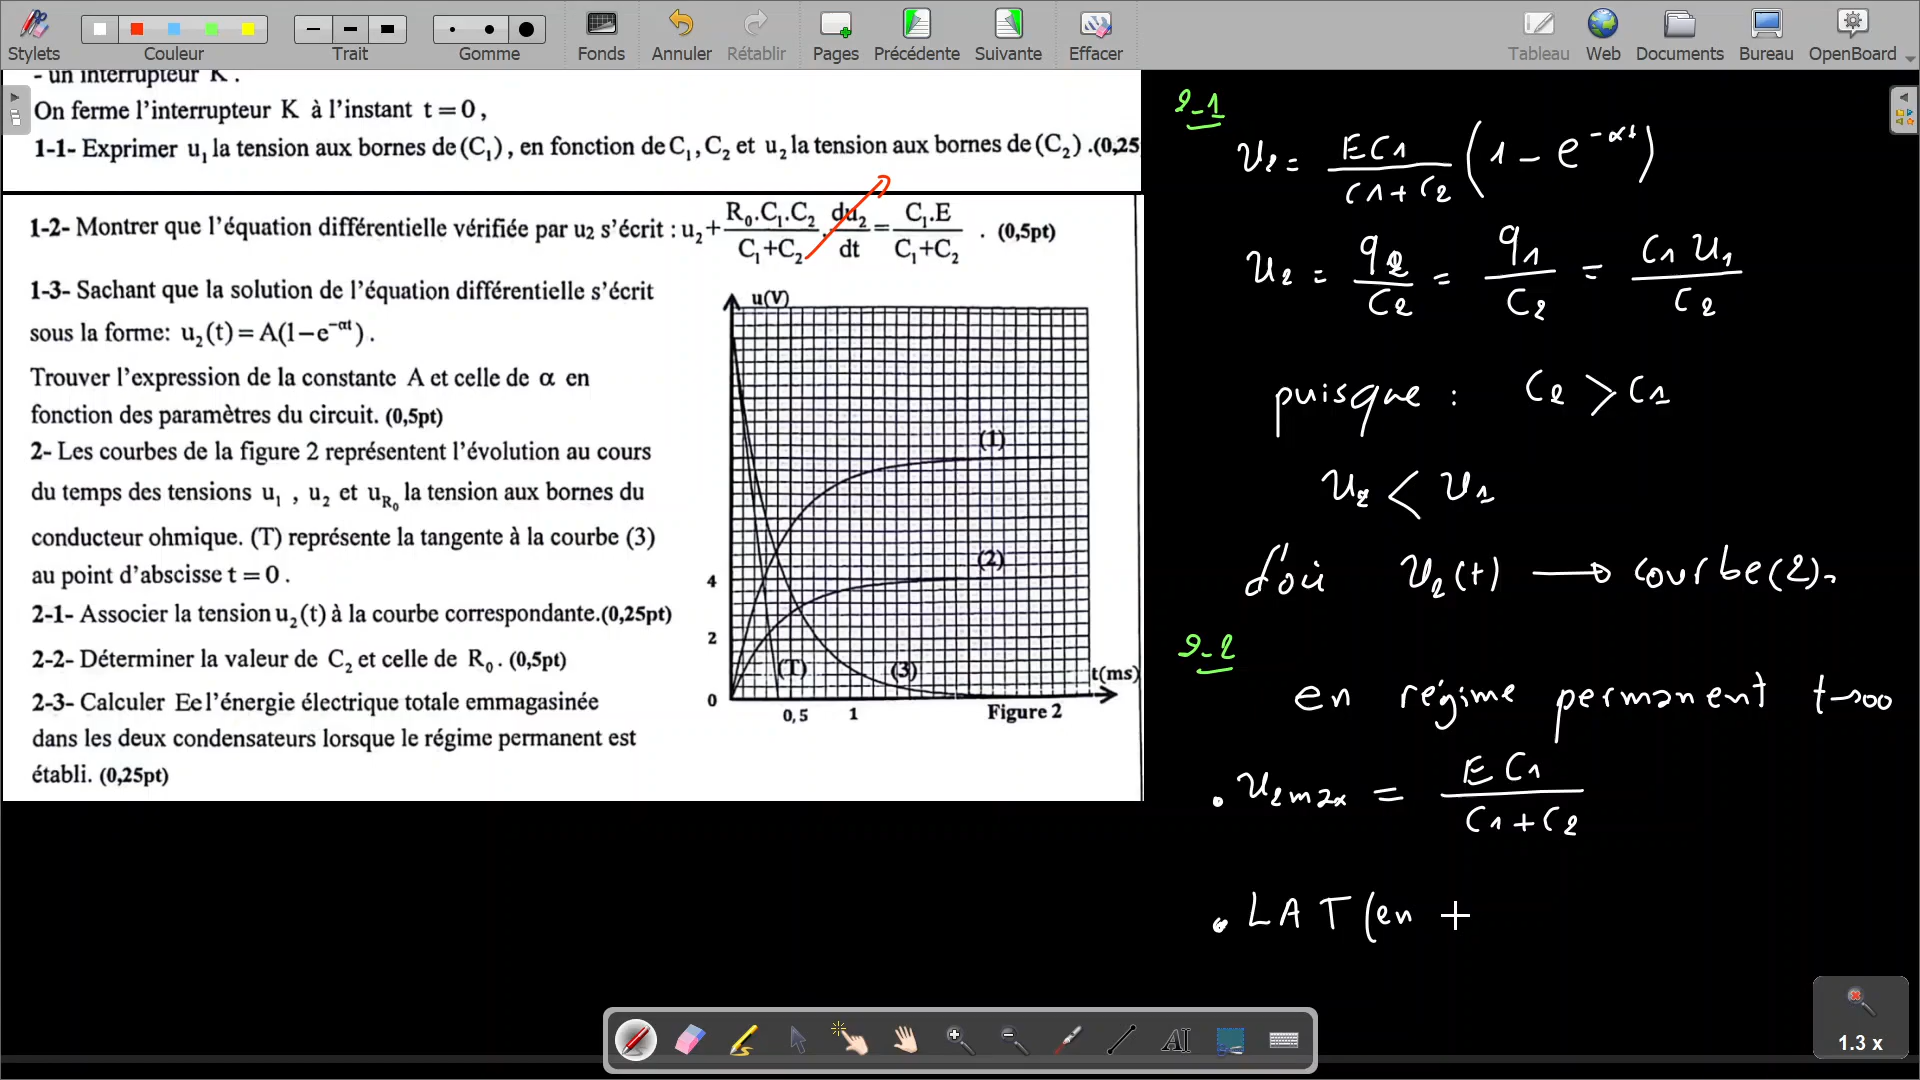 Stylets
Couleur
Trait
Gomme
Fonds
Annuler
Rétablir
Pages
Précédente
Suivante
Effacer
Tableau
Web
Documents
Bureau
OpenBoard
- un interrupteur K .
On ferme l'interrupteur K à l'instant t = 0 ,
1-1- Exprimer u₁ la tension aux bornes de (C₁) , en fonction de C₁ , C₂ et u₂ la tension aux bornes de (C₂) .(0,25
1-2- Montrer que l'équation différentielle vérifiée par u₂ s'écrit : u₂ + R₀.C₁.C₂/(C₁+C₂) . du₂/dt = C₁.E/(C₁+C₂) . (0,5pt)
1-3- Sachant que la solution de l'équation différentielle s'écrit
sous la forme: u₂(t) = A(1−e^−αt) .
Trouver l'expression de la constante A et celle de α en
fonction des paramètres du circuit. (0,5pt)
2- Les courbes de la figure 2 représentent l'évolution au cours
du temps des tensions u₁ , u₂ et u_R₀ la tension aux bornes du
conducteur ohmique. (T) représente la tangente à la courbe (3)
au point d'abscisse t = 0 .
2-1- Associer la tension u₂(t) à la courbe correspondante.(0,25pt)
2-2- Déterminer la valeur de C₂ et celle de R₀ . (0,5pt)
2-3- Calculer Ee l'énergie électrique totale emmagasinée
dans les deux condensateurs lorsque le régime permanent est
établi. (0,25pt)
u(V)
(1)
(2)
4
2
(T)
(3)
t(ms)
0
0,5
1
Figure 2
2-1
u₂ = EC₁/(C₁+C₂) (1 − e^−αt)
u₂ = q₂/C₂ = q₁/C₂ = C₁ u₁/C₂
puisque : C₂ > C₁
u₂ < u₁
d'où u₂(t) → courbe(2).
2-2
en régime permanent t→∞
. u₂max = EC₁/(C₁+C₂)
. LAT (en
1.3 x